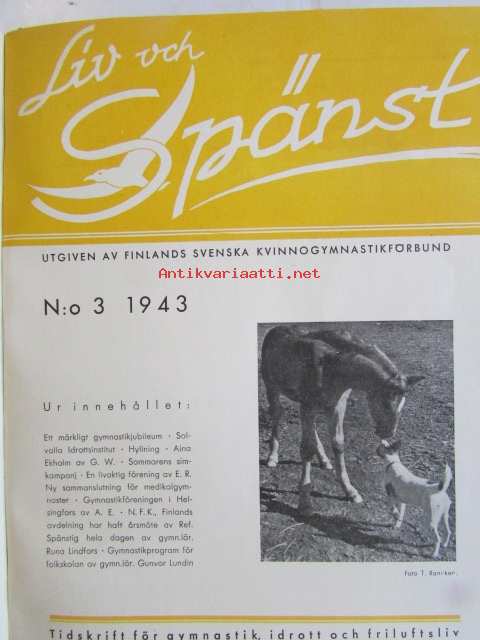 Liv och
Spänst
UTGIVEN AV FINLANDS SVENSKA KVINNOGYMNASTIKFÖRBUND
Antikvariaatti.net
N:o 3 1943
Ur innehållet:
Ett märkligt gymnastikjubileum · Sol-
valla Idrottsinstitut · Hyllning · Aina
Ekholm av G. W. · Sommarens sim-
kampanj · En livaktig förening av E. R.
Ny sammanslutning för medikalgym-
naster · Gymnastikföreningen i Hel-
singfors av A. E. · N. F. K., Finlands
avdelning har haft årsmöte av Ref.
Spänstig hela dagen av gymn.lär.
Runa Lindfors · Gymnastikprogram för
folkskolan av gymn.lär. Gunvor Lundin
Foto T. Ranicken.
Tidskrift för gymnastik, idrott och friluftsliv